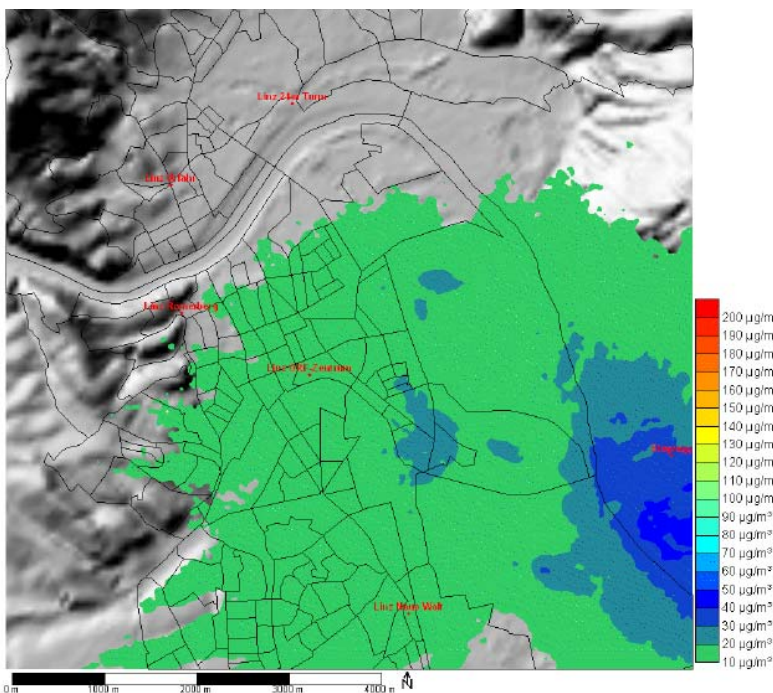 Linz 24er Turm
Linz Urfahr
Linz Römerberg
Linz ORF-Zentrum
Linz Neue Welt
200 µg/m
190 µg/m
180 µg/m
170 µg/m
160 µg/m
150 µg/m
140 µg/m
130 µg/m
120 µg/m
110 µg/m
100 µg/m
90 µg/m³
80 µg/m³
70 µg/m³
60 µg/m³
50 µg/m³
40 µg/m³
30 µg/m³
20 µg/m³
10 µg/m³
0 m
1000 m
2000 m
3000 m
4000 m
N